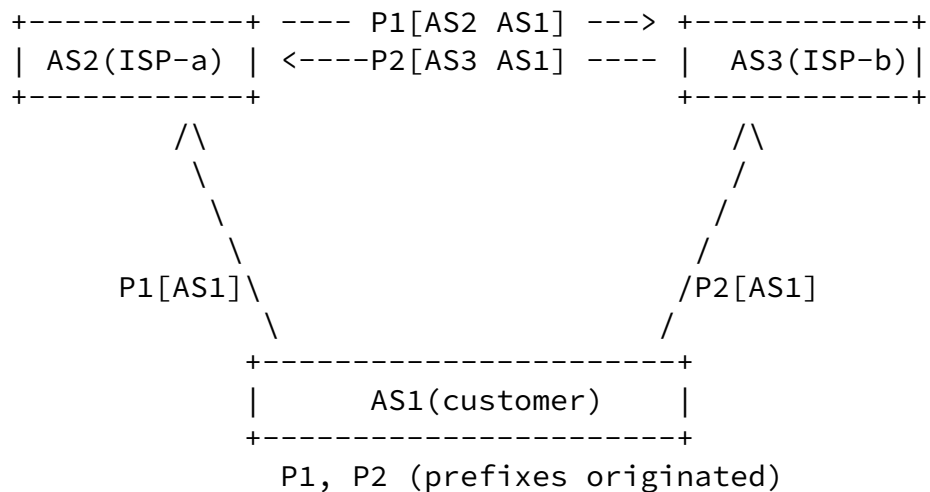 ---- P1[AS2 AS1] --->
AS2(ISP-a) <----P2[AS3 AS1] ---- AS3(ISP-b)
P1[AS1] P2[AS1]
AS1(customer)
P1, P2 (prefixes originated)